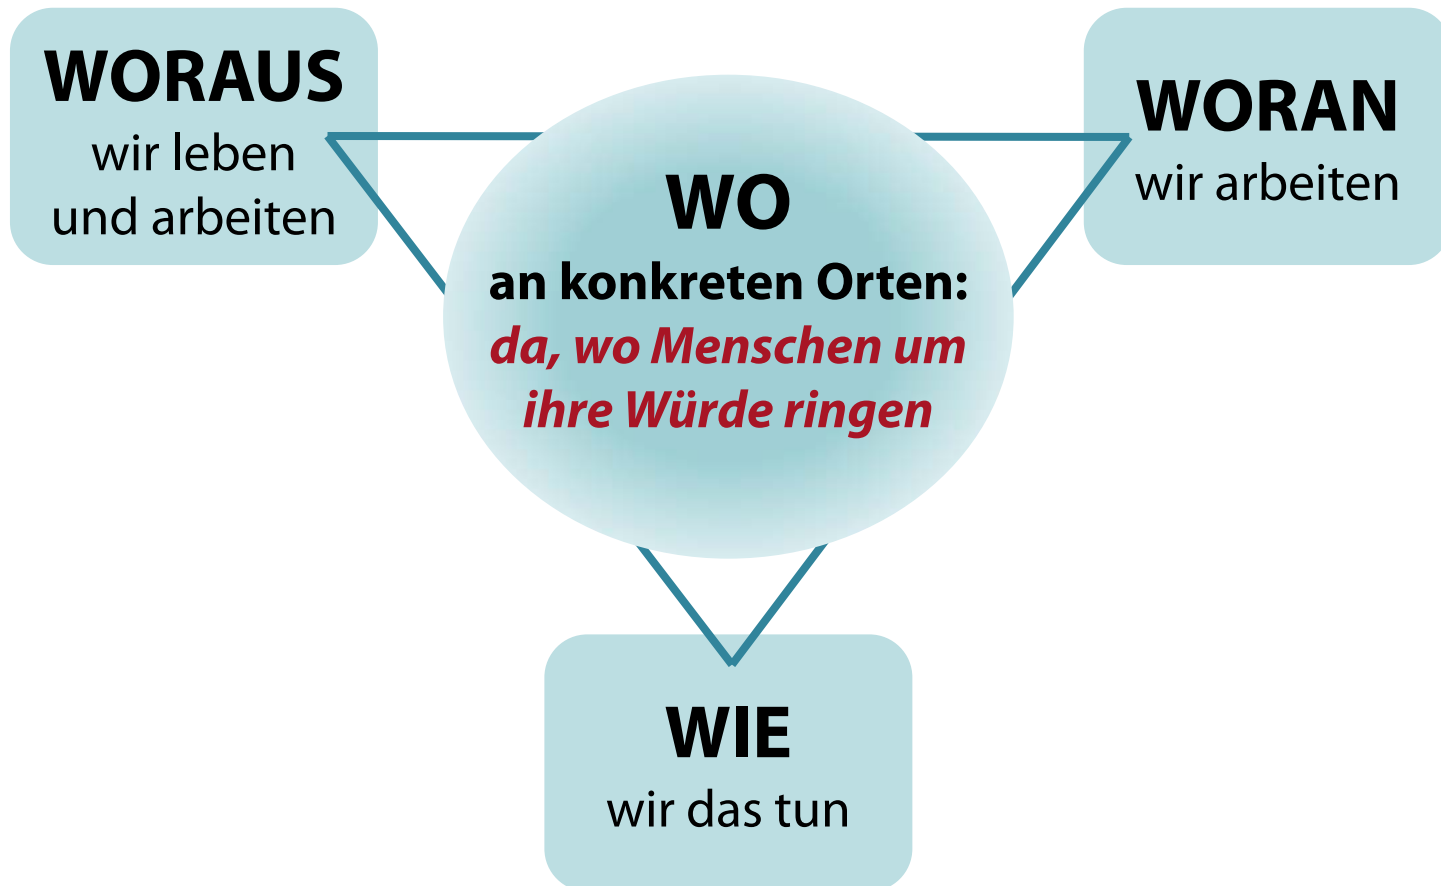 WORAUS
wir leben
und arbeiten
WO
an konkreten Orten:
da, wo Menschen um
ihre Würde ringen
WORAN
wir arbeiten
WIE
wir das tun